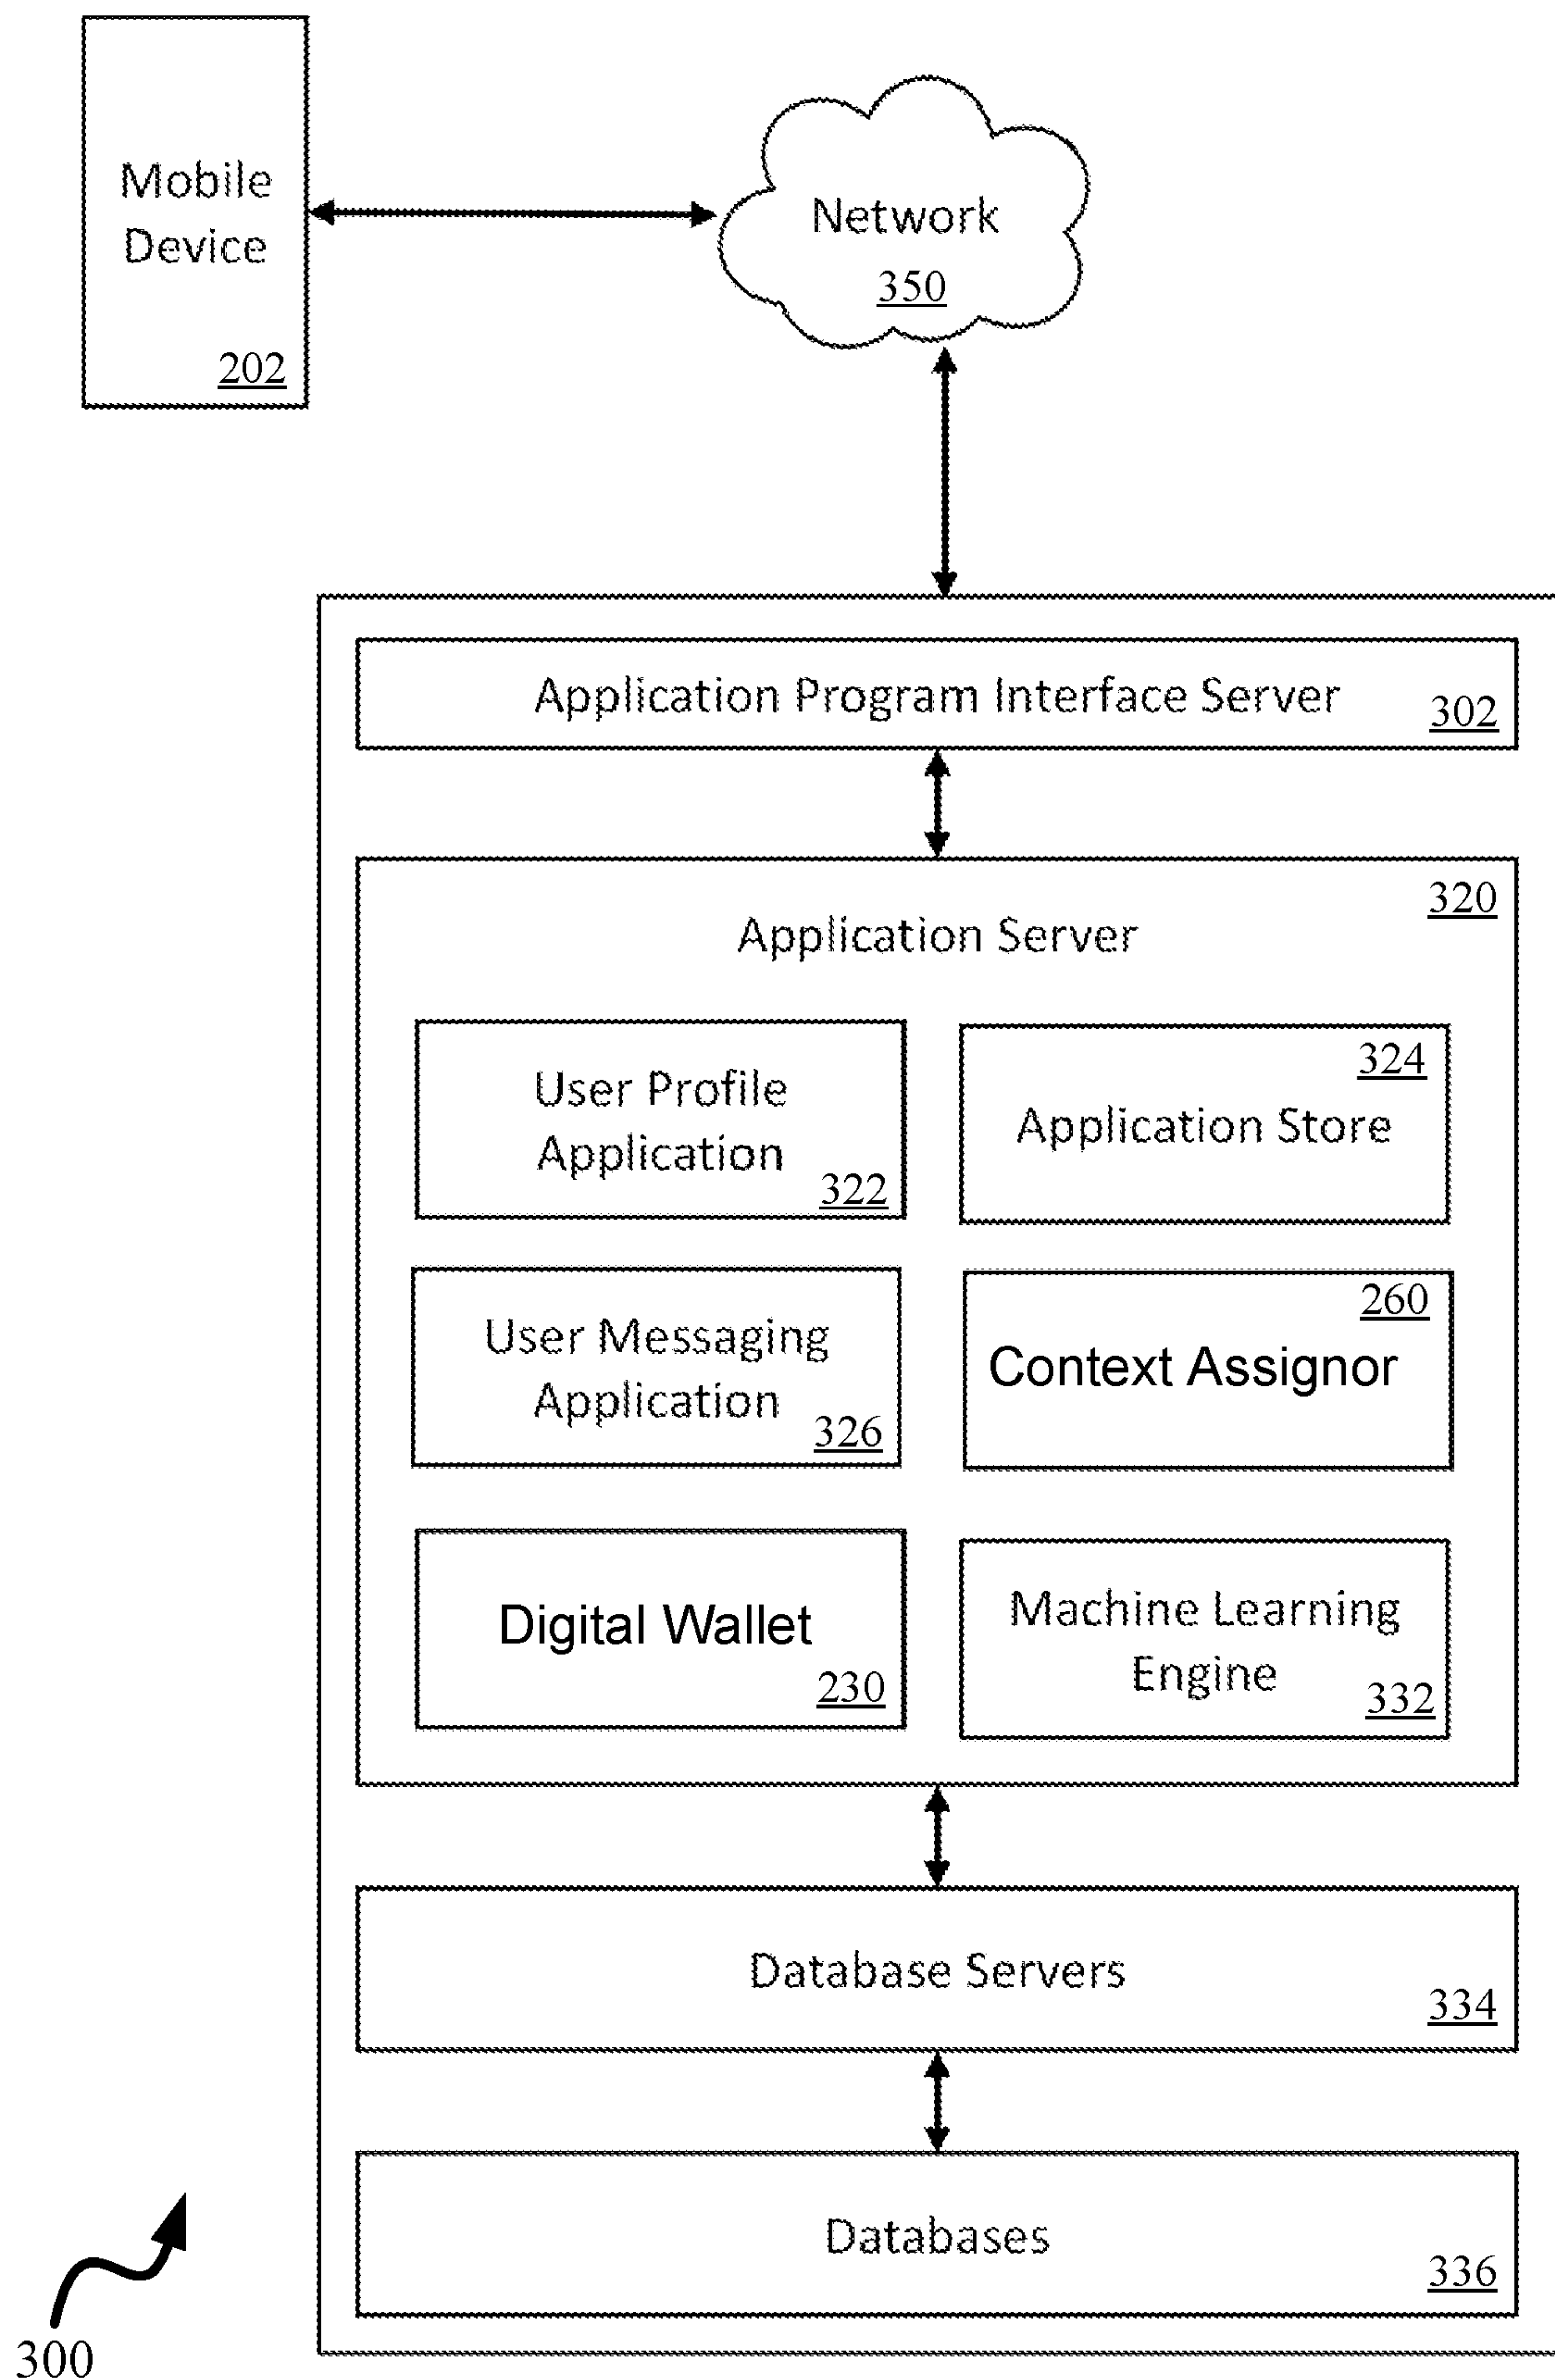 Mobile
Device
202
Network
350
Application Program Interface Server
302
320
Application Server
User Profile
Application
322
324
Application Store
User Messaging
Application
326
260
Context Assignor
Digital Wallet
230
Machine Learning
Engine
332
Database Servers
334
Databases
336
300